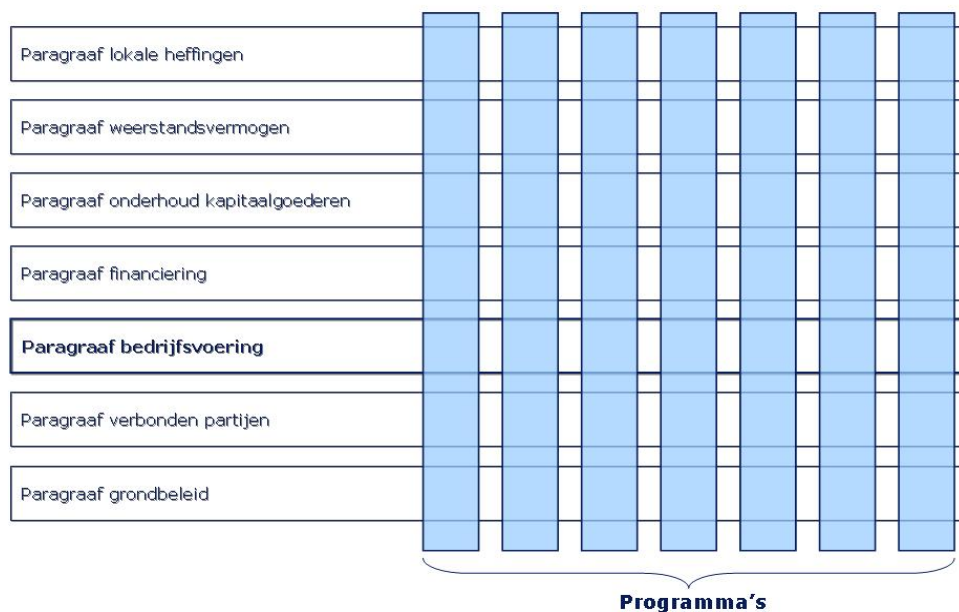 Paragraaf lokale heffingen
Paragraaf weerstandsvermogen
Paragraaf onderhoud kapitaalgoederen
Paragraaf financiering
Paragraaf bedrijfsvoering
Paragraaf verbonden partijen
Paragraaf grondbeleid
Programma's